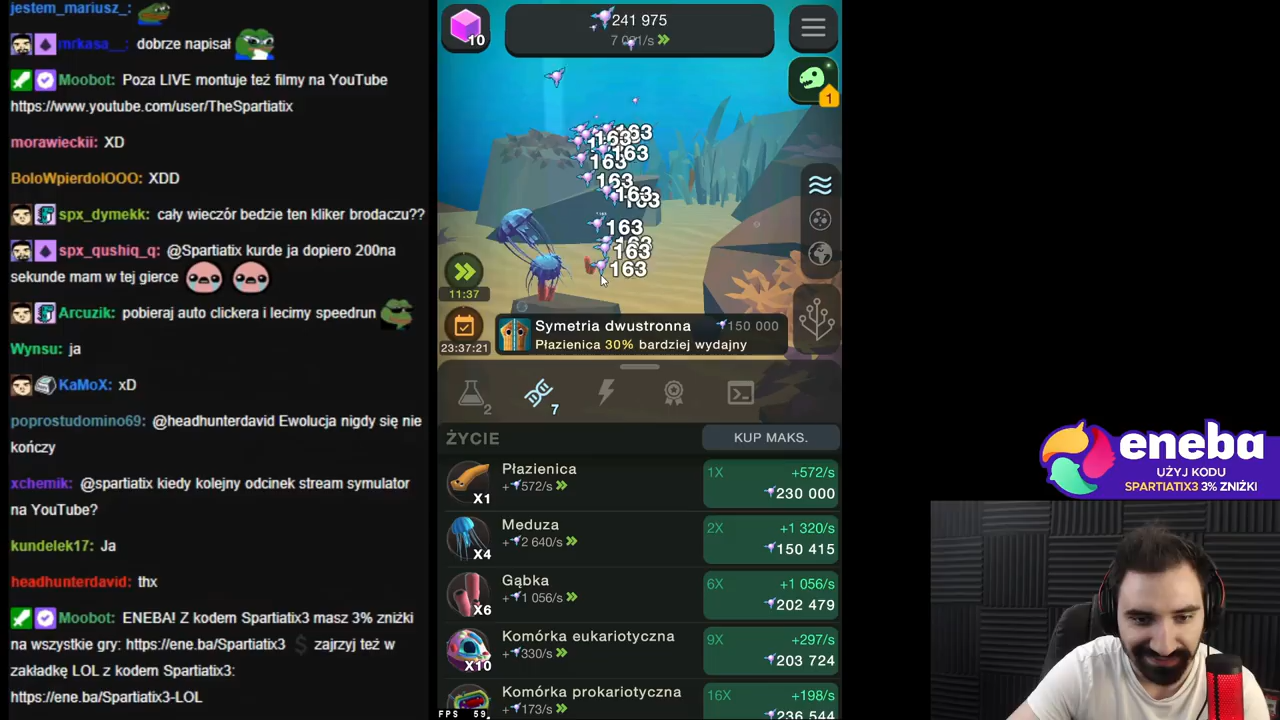 jestem_mariusz_:
mrkasa__: dobrze napisał
Moobot: Poza LIVE montuje też filmy na YouTube
https://www.youtube.com/user/TheSpartiatix
morawieckii: XD
BoloWpierdolOOO: XDD
spx_dymekk: cały wieczór bedzie ten kliker brodaczu??
spx_qushiq_q: @Spartiatix kurde ja dopiero 200na
sekunde mam w tej gierce
Arcuzik: pobieraj auto clickera i lecimy speedrun
Wynsu: ja
KaMoX: xD
poprostudomino69: @headhunterdavid Ewolucja nigdy się nie
kończy
xchemik: @spartiatix kiedy kolejny odcinek stream symulator
na YouTube?
kundelek17: Ja
headhunterdavid: thx
Moobot: ENEBA! Z kodem Spartiatix3 masz 3% zniżki
na wszystkie gry: https://ene.ba/Spartiatix3 zajrzyj też w
zakładkę LOL z kodem Spartiatix3:
https://ene.ba/Spartiatix3-LOL
10
241 975
1
163
163
163
163
163
163
163
163
163
11:37
23:37:21
Symetria dwustronna 150 000
Płazienica 30% bardziej wydajny
2
7
ŻYCIE
KUP MAKS.
Płazienica
+572/s
X1
1X +572/s
230 000
Meduza
+2 640/s
X4
2X +1 320/s
150 415
Gąbka
+1 056/s
X6
6X +1 056/s
202 479
Komórka eukariotyczna
+330/s
X10
9X +297/s
203 724
Komórka prokariotyczna
+173/s
16X +198/s
236 544
FPS 59
eneba
UŻYJ KODU
SPARTIATIX3 3% ZNIŻKI